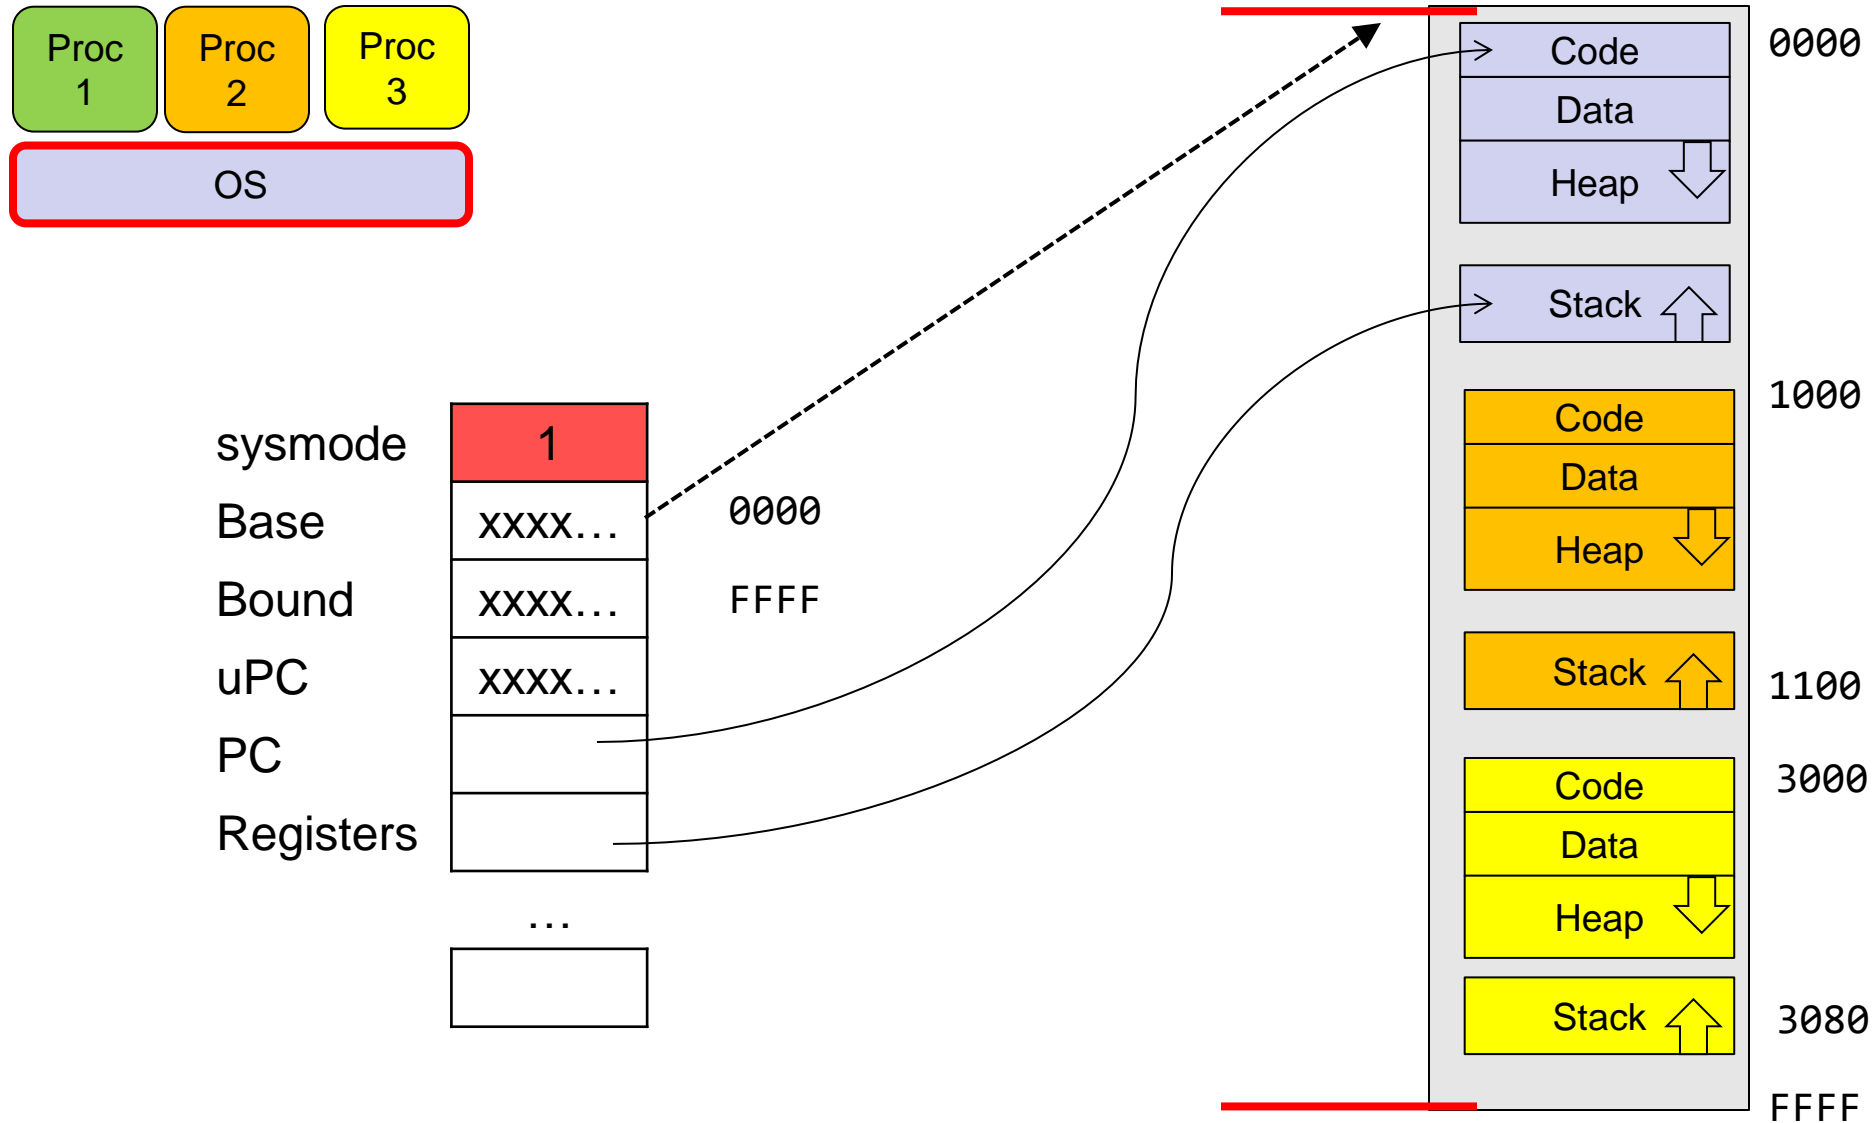 Proc
1
Proc
2
Proc
3
OS
sysmode
1
Base
xxxx...
0000
Bound
xxxx...
FFFF
uPC
xxxx...
PC
Registers
...
Code
0000
Data
Heap
Stack
Code
1000
Data
Heap
Stack
1100
Code
3000
Data
Heap
Stack
3080
FFFF